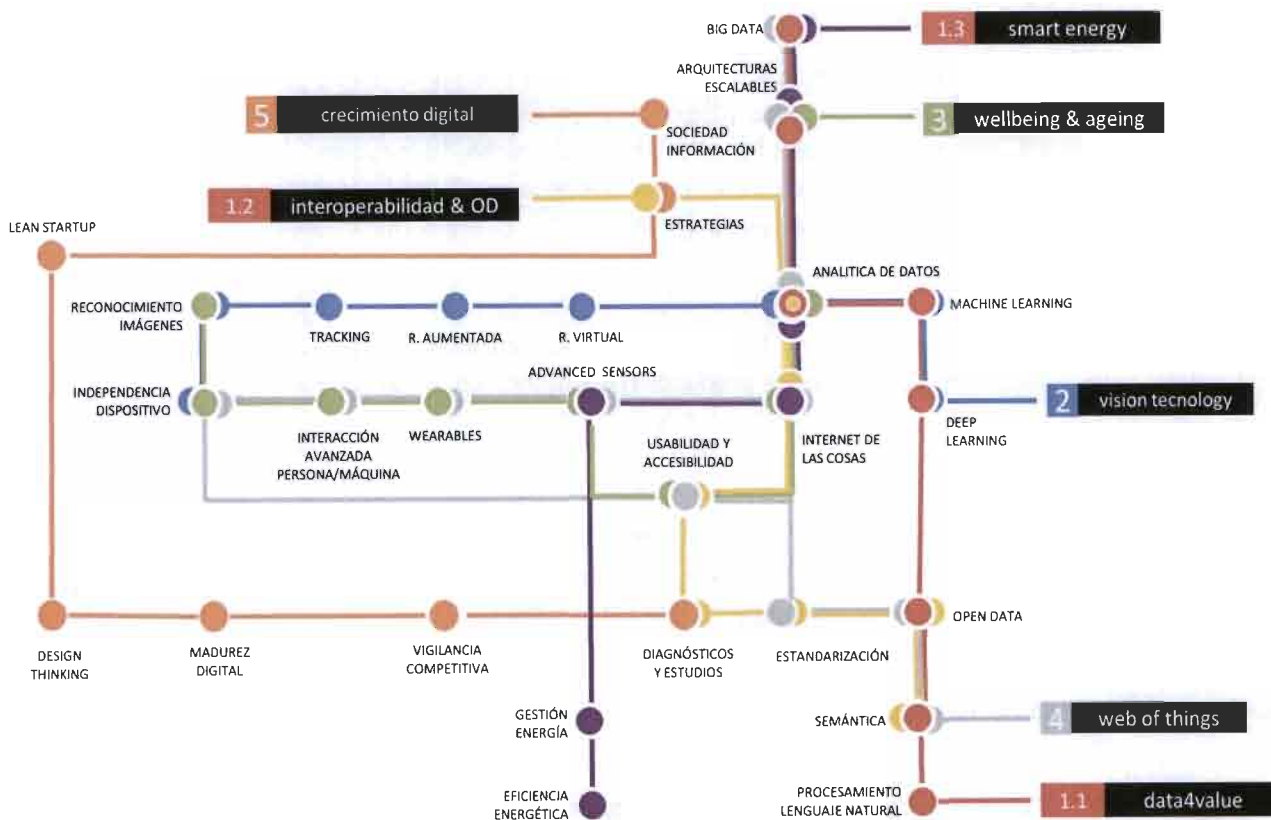 BIG DATA
1.3 smart energy
ARQUITECTURAS
ESCALABLES
5 crecimiento digital
SOCIEDAD
INFORMACIÓN
3 wellbeing & ageing
1.2 interoperabilidad & OD
ESTRATEGIAS
LEAN STARTUP
ANALITICA DE DATOS
RECONOCIMIENTO
IMÁGENES
TRACKING
R. AUMENTADA
R. VIRTUAL
MACHINE LEARNING
ADVANCED SENSORS
INDEPENDENCIA
DISPOSITIVO
2 vision tecnology
INTERACCIÓN
AVANZADA
PERSONA/MÁQUINA
WEARABLES
USABILIDAD Y
ACCESIBILIDAD
INTERNET DE
LAS COSAS
DEEP
LEARNING
OPEN DATA
DESIGN
THINKING
MADUREZ
DIGITAL
VIGILANCIA
COMPETITIVA
DIAGNÓSTICOS
Y ESTUDIOS
ESTANDARIZACIÓN
GESTIÓN
ENERGÍA
SEMÁNTICA
4 web of things
EFICIENCIA
ENERGÉTICA
PROCESAMIENTO
LENGUAJE NATURAL
1.1 data4value